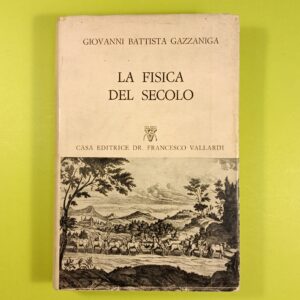 GIOVANNI BATTISTA GAZZANIGA
LA FISICA
DEL SECOLO
CASA EDITRICE DR. FRANCESCO VALLARDI